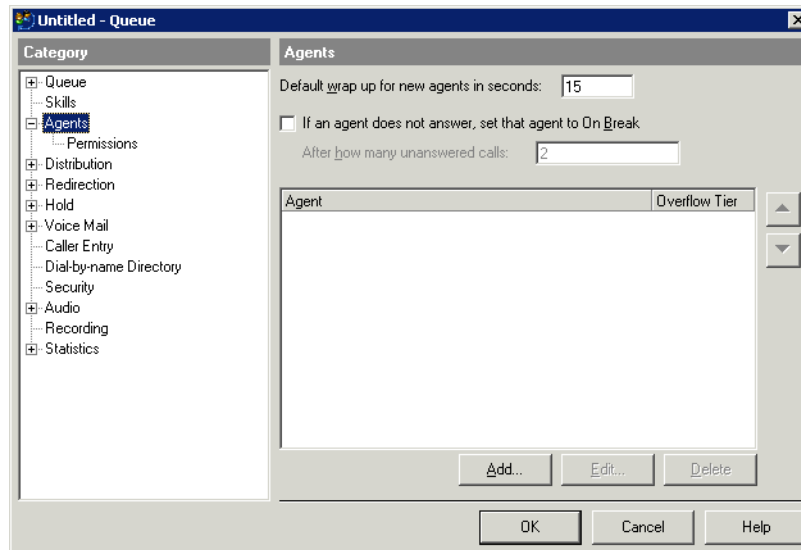 Untitled - Queue
Category
Queue
Skills
Agents
Permissions
Distribution
Redirection
Hold
Voice Mail
Caller Entry
Dial-by-name Directory
Security
Audio
Recording
Statistics
Agents
Default wrap up for new agents in seconds: 15
If an agent does not answer, set that agent to On Break
After how many unanswered calls: 2
Agent Overflow Tier
Add... Edit... Delete
OK Cancel Help